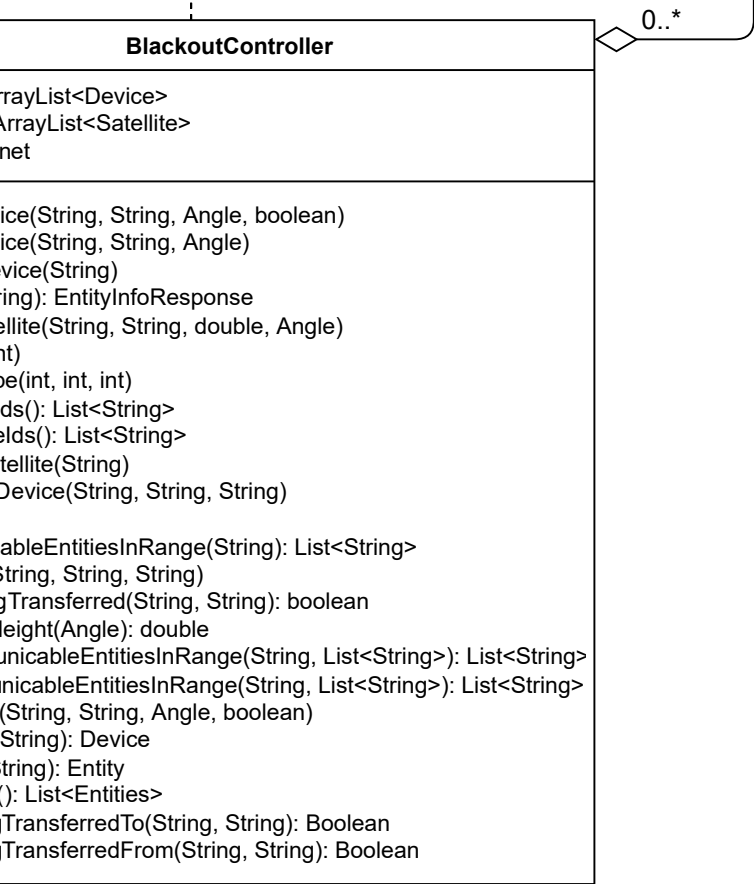 0..*
BlackoutController
rrayList<Device>
ArrayList<Satellite>
net
ice(String, String, Angle, boolean)
ice(String, String, Angle)
evice(String)
ring): EntityInfoResponse
ellite(String, String, double, Angle)
nt)
pe(int, int, int)
ds(): List<String>
eIds(): List<String>
tellite(String)
Device(String, String, String)
ableEntitiesInRange(String): List<String>
String, String, String)
gTransferred(String, String): boolean
Height(Angle): double
unicableEntitiesInRange(String, List<String>): List<String>
unicableEntitiesInRange(String, List<String>): List<String>
(String, String, Angle, boolean)
String): Device
String): Entity
(): List<Entities>
gTransferredTo(String, String): Boolean
gTransferredFrom(String, String): Boolean